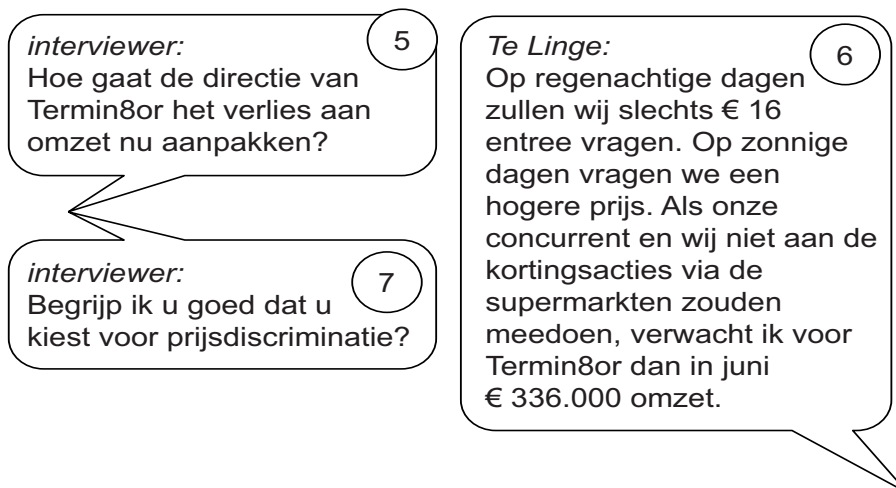 interviewer:
5
Hoe gaat de directie van
Termin8or het verlies aan
omzet nu aanpakken?
Te Linge:
6
Op regenachtige dagen
zullen wij slechts € 16
entree vragen. Op zonnige
dagen vragen we een
hogere prijs. Als onze
concurrent en wij niet aan de
kortingsacties via de
supermarkten zouden
meedoen, verwacht ik voor
Termin8or dan in juni
€ 336.000 omzet.
interviewer:
7
Begrijp ik u goed dat u
kiest voor prijsdiscriminatie?